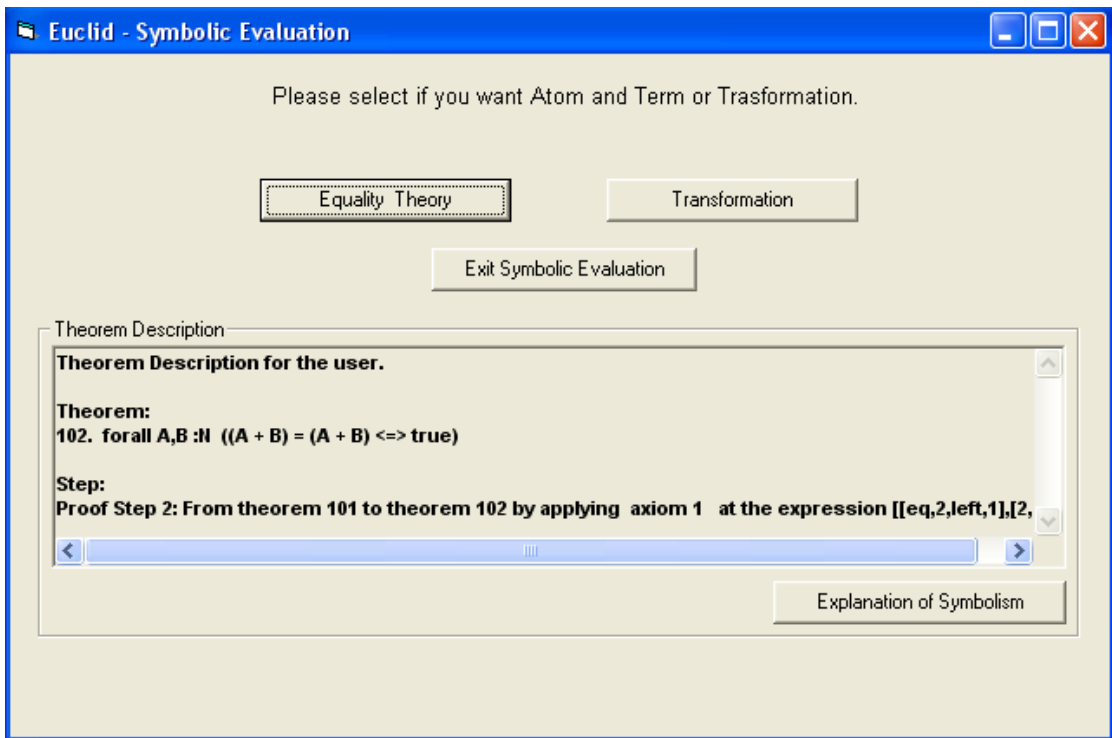 Euclid - Symbolic Evaluation
Please select if you want Atom and Term or Trasformation.
Equality Theory
Transformation
Exit Symbolic Evaluation
Theorem Description
Theorem Description for the user.
Theorem:
102. forall A,B :N ((A + B) = (A + B) <=> true)
Step:
Proof Step 2: From theorem 101 to theorem 102 by applying axiom 1 at the expression [[eq,2,left,1],[2,
Explanation of Symbolism